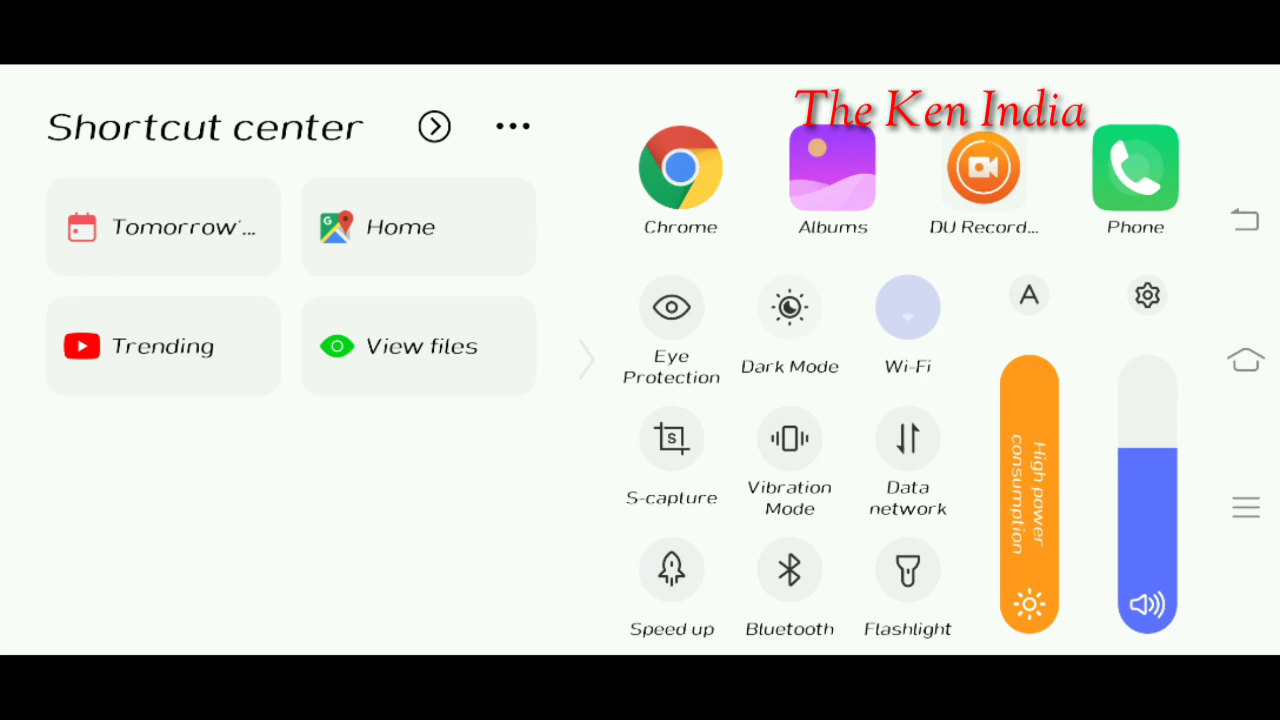 The Ken India
Shortcut center
Tomorrow'...
Home
Trending
View files
Chrome
Albums
DU Record...
Phone
Eye
Protection
Dark Mode
Wi-Fi
A
S-capture
Vibration
Mode
Data
network
High power
consumption
Speed up
Bluetooth
Flashlight